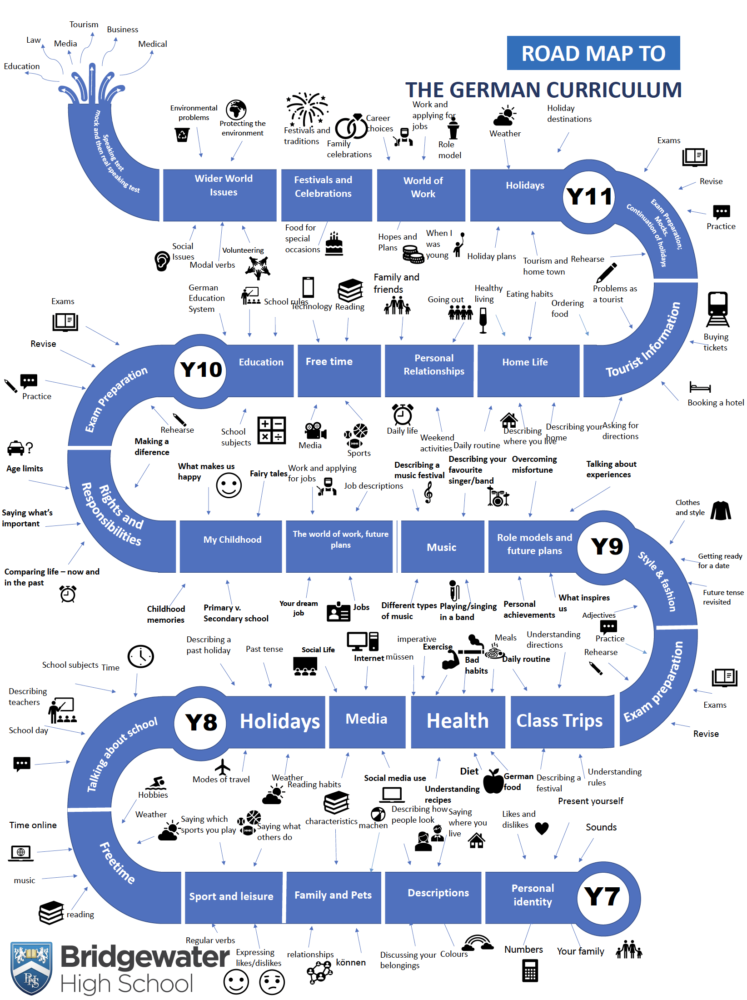 ROAD MAP TO
THE GERMAN CURRICULUM
Tourism
Business
Law
Media
Medical
Education
Speaking test
mock and then real speaking test
Environmental
problems
Protecting the
environment
Festivals and
traditions
Family
celebrations
Career
choices
Work and
applying for
jobs
Role
model
Weather
Holiday
destinations
Exams
Revise
Practice
Wider World
Issues
Festivals and
Celebrations
World of
Work
Holidays
Y11
Exam Preparation;
Mocks.
Continuation of holidays
Social
Issues
Modal verbs
Volunteering
Food for
special
occasions
Hopes and
Plans
When I
was
young
Holiday plans
Tourism and
home town
Rehearse
Problems as
a tourist
Exams
Revise
Practice
German
Education
System
School rules
Technology
Reading
Family and
friends
Going out
Healthy
living
Eating habits
Ordering
food
Buying
tickets
Booking a hotel
Exam Preparation
Y10
Education
Free time
Personal
Relationships
Home Life
Tourist Information
Rehearse
School
subjects
Media
Sports
Daily life
Weekend
activities
Daily routine
Describing
where you live
Describing your
home
Asking for
directions
?
Age limits
Saying what's
important
Comparing life – now and
in the past
Making a
diference
What makes us
happy
Fairy tales
Work and applying
for jobs
Job descriptions
Describing a
music festival
Describing your
favourite
singer/band
Overcoming
misfortune
Talking about
experiences
Clothes
and style
Getting ready
for a date
Future tense
revisited
Rights and
Responsibilities
My Childhood
The world of work, future
plans
Music
Role models and
future plans
Y9
Style & fashion
Childhood
memories
Primary v.
Secondary school
Your dream
job
Jobs
Different types
of music
Playing/singing
in a band
Personal
achievements
What inspires
us
Adjectives
Practice
Rehearse
Exams
Revise
School subjects
Time
Describing
teachers
School day
Describing a
past holiday
Past tense
Social Life
Internet
imperative
müssen
Exercise
Bad
habits
Meals
Daily routine
Understanding
directions
Talking about school
Y8
Holidays
Media
Health
Class Trips
Exam preparation
Hobbies
Weather
Modes of travel
Weather
Reading habits
Social media use
Understanding
recipes
Diet
German
food
Describing a
festival
Understanding
rules
Time online
music
reading
Saying which
sports you play
Saying what
others do
characteristics
machen
Describing how
people look
Saying
where you
live
Likes and
dislikes
Present yourself
Sounds
Freetime
Sport and leisure
Family and Pets
Descriptions
Personal
identity
Y7
Regular verbs
Expressing
likes/dislikes
relationships
können
Discussing your
belongings
Colours
Numbers
Your family
BHS
Bridgewater
High School